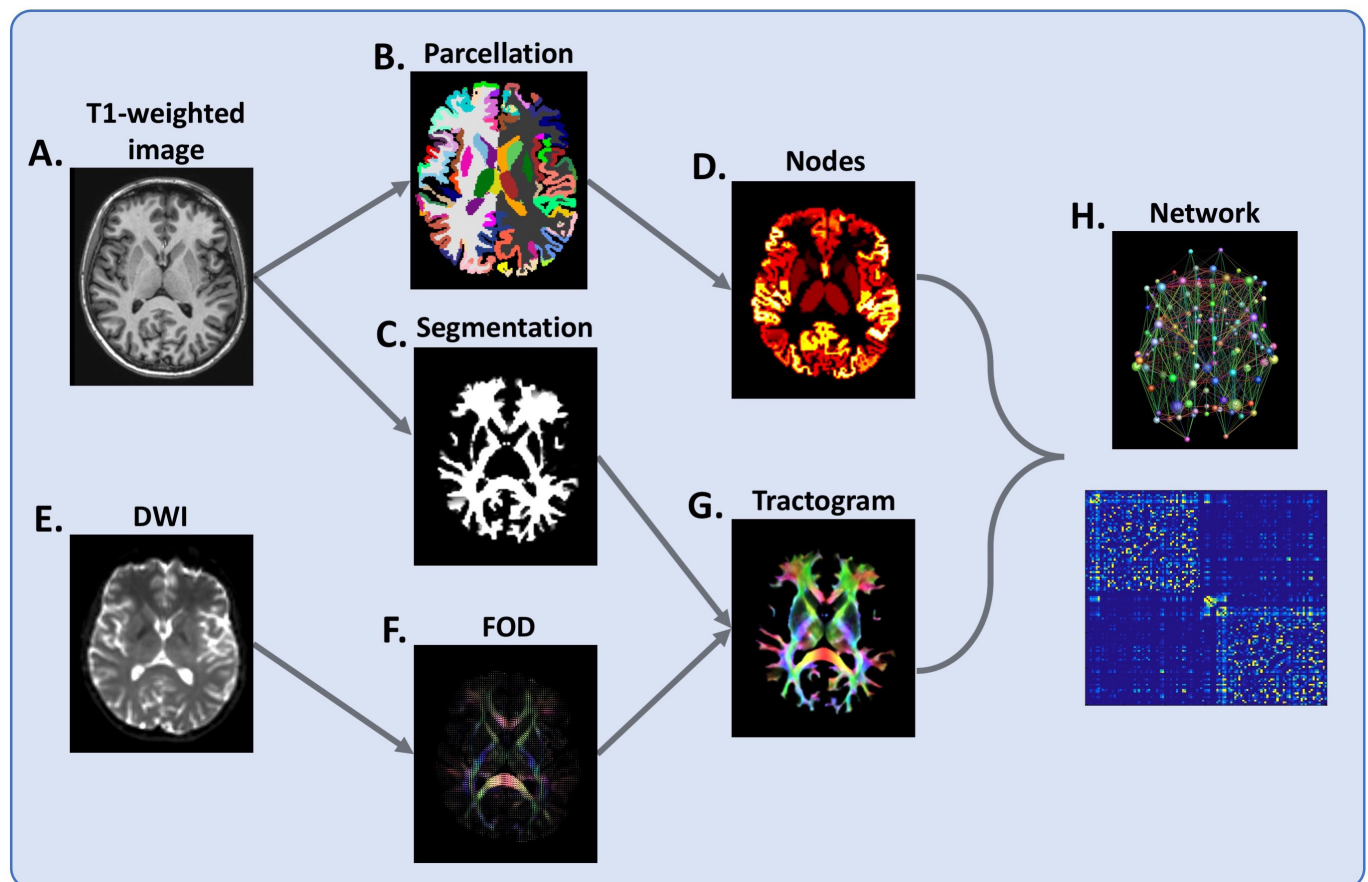 A.
T1-weighted
image
B.
Parcellation
C.
Segmentation
D.
Nodes
E.
DWI
F.
FOD
G.
Tractogram
H.
Network